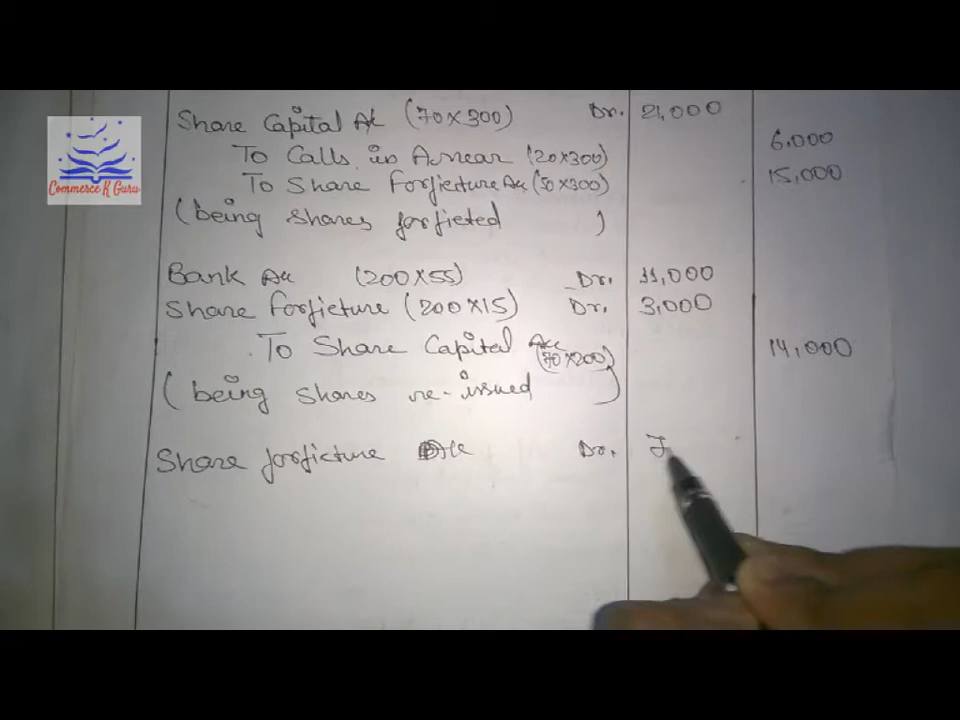 Share Capital A/c (70×300) Dr. 21,000
To Calls in Arrear (20×300) 6,000
To Share Forfieture A/c (50×300) 15,000
(being shares forfieted )
Commerce K Guru
Bank A/c (200×55) Dr. 11,000
Share forfieture (200×15) Dr. 3,000
To Share Capital A/c (70×200) 14,000
(being shares re-issued )
Share forfieture A/c Dr. 7